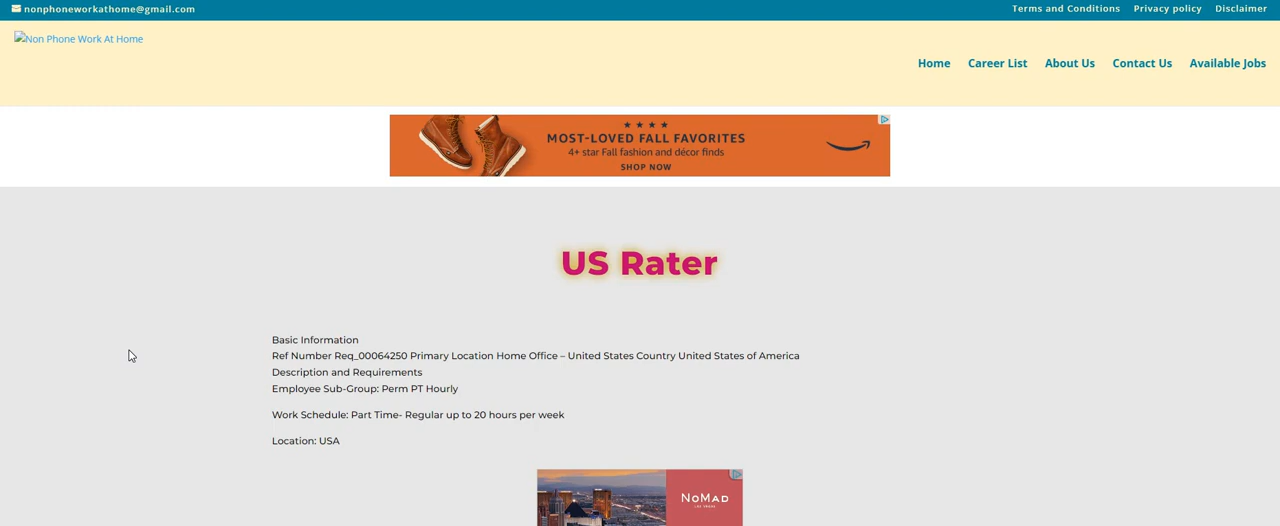 nonphoneworkathome@gmail.com
Terms and Conditions Privacy policy Disclaimer
Non Phone Work At Home
Home Career List About Us Contact Us Available Jobs
MOST-LOVED FALL FAVORITES
4+ star Fall fashion and décor finds
SHOP NOW
US Rater
Basic Information
Ref Number Req_00064250 Primary Location Home Office – United States Country United States of America
Description and Requirements
Employee Sub-Group: Perm PT Hourly
Work Schedule: Part Time- Regular up to 20 hours per week
Location: USA
NOMAD
LAS VEGAS